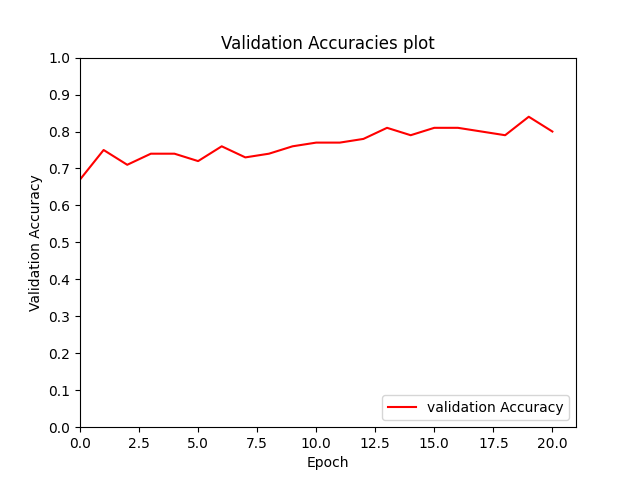 Validation Accuracies plot
1.0
0.9
0.8
0.7
0.6
0.5
0.4
0.3
0.2
0.1
0.0
Validation Accuracy
validation Accuracy
0.0 2.5 5.0 7.5 10.0 12.5 15.0 17.5 20.0
Epoch